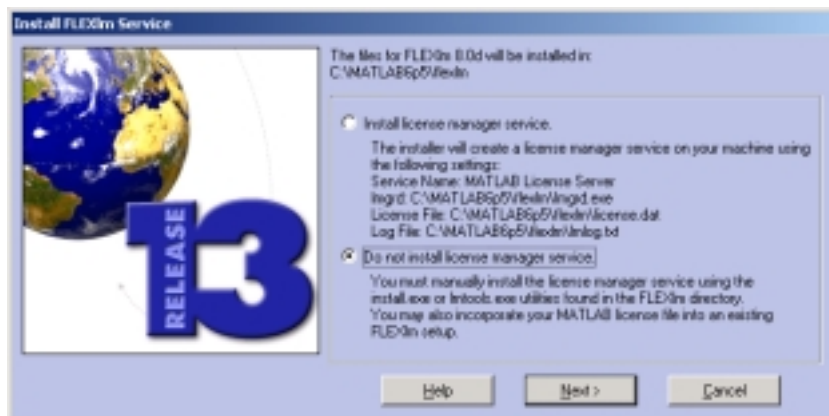 Install FLEXlm Service
The files for FLEXlm 8.0d will be installed in:
C:\MATLAB6p5\flexlm
Install license manager service.
The installer will create a license manager service on your machine using
the following settings:
Service Name: MATLAB License Server
lmgrd: C:\MATLAB6p5\flexlm\lmgrd.exe
License File: C:\MATLAB6p5\flexlm\license.dat
Log File: C:\MATLAB6p5\flexlm\lmlog.txt
Do not install license manager service.
You must manually install the license manager service using the
install.exe or lmtools.exe utilities found in the FLEXlm directory.
You may also incorporate your MATLAB license file into an existing
FLEXlm setup.
RELEASE
13
Help
Next >
Cancel